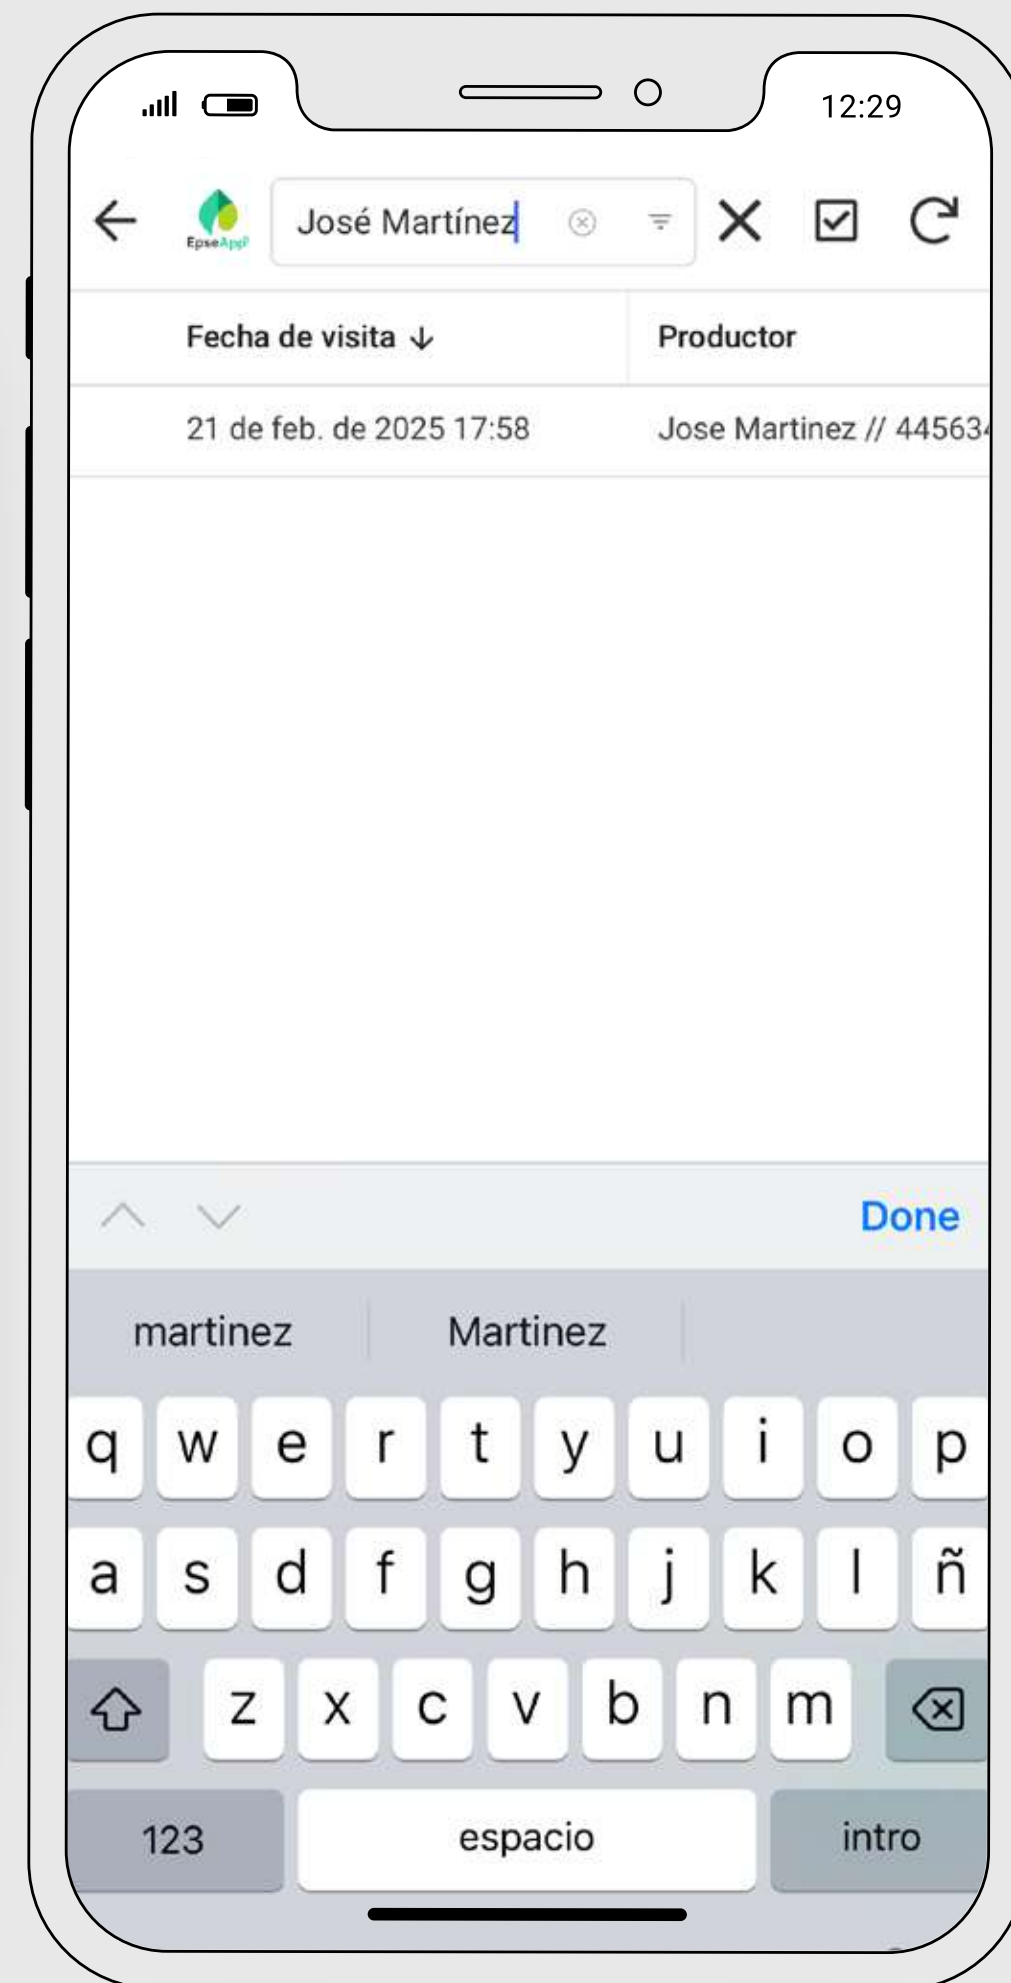 12:29
EpseApp
José Martínez
Fecha de visita ↓ Productor
21 de feb. de 2025 17:58 Jose Martinez // 44563
Done
martinez Martinez
q w e r t y u i o p
a s d f g h j k l ñ
z x c v b n m
123 espacio intro